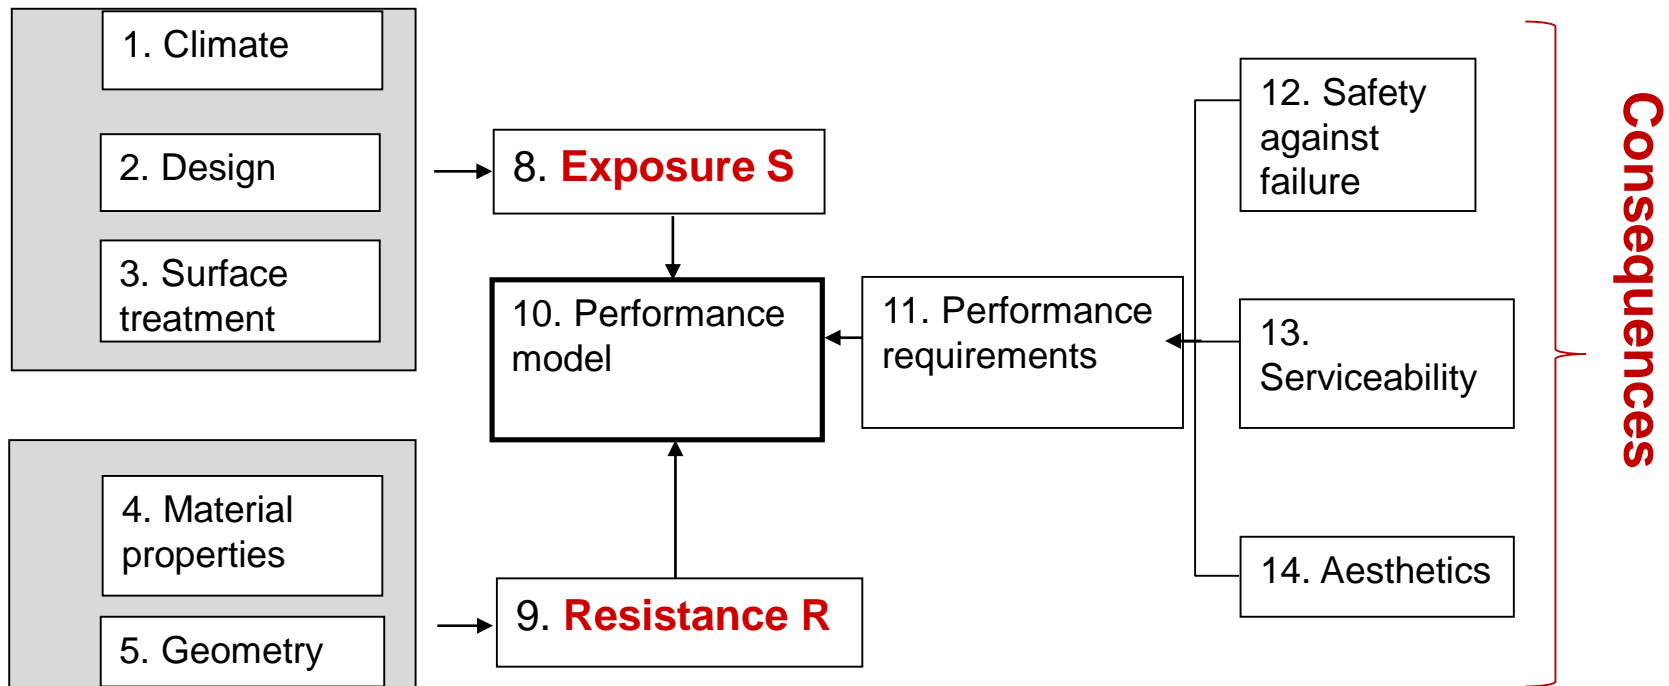 1. Climate
2. Design
3. Surface
treatment
4. Material
properties
5. Geometry
8. Exposure S
10. Performance
model
9. Resistance R
11. Performance
requirements
12. Safety
against
failure
13.
Serviceability
14. Aesthetics
Consequences